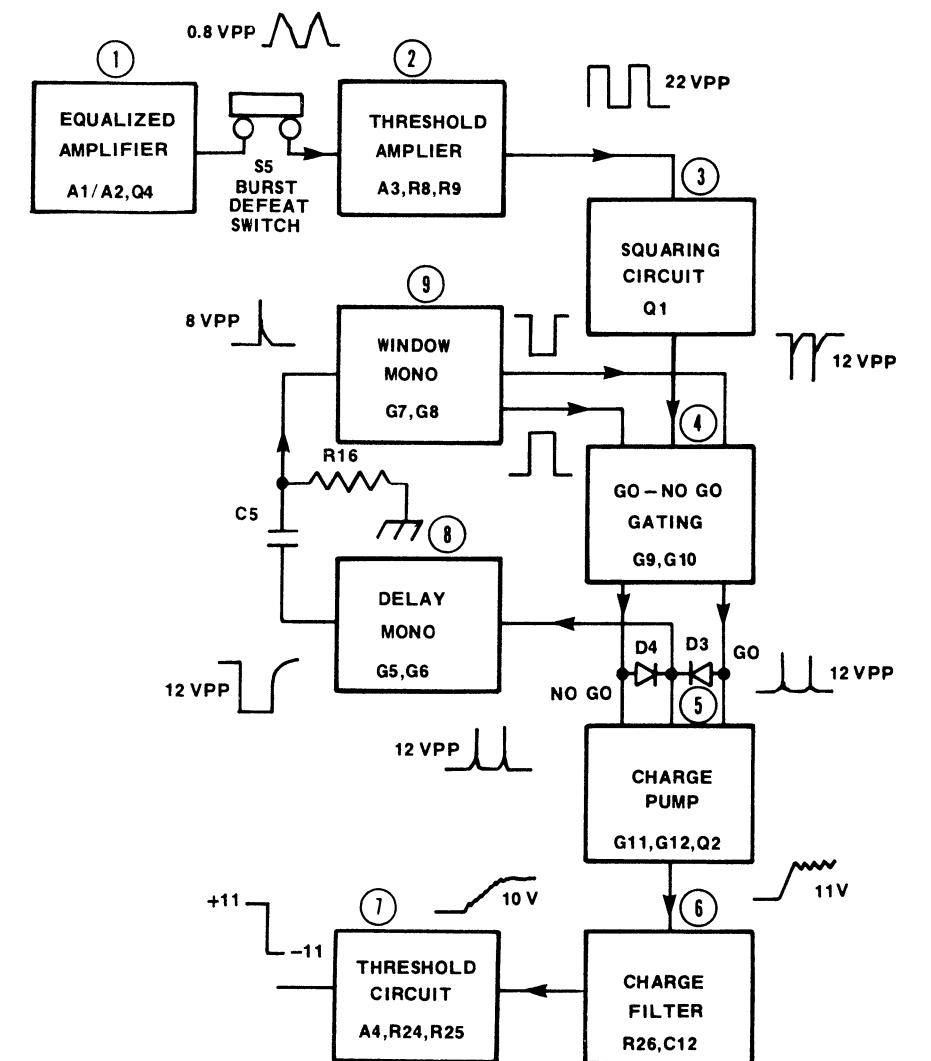 0.8 VPP
1
EQUALIZED
AMPLIFIER
A1/A2,Q4
S5
BURST
DEFEAT
SWITCH
2
THRESHOLD
AMPLIER
A3,R8,R9
22 VPP
3
SQUARING
CIRCUIT
Q1
12 VPP
9
8 VPP
WINDOW
MONO
G7,G8
R16
C5
4
GO-NO GO
GATING
G9,G10
8
DELAY
MONO
G5,G6
12 VPP
D4
D3
GO
NO GO
12 VPP
5
12 VPP
CHARGE
PUMP
G11,G12,Q2
11V
6
CHARGE
FILTER
R26,C12
10 V
7
THRESHOLD
CIRCUIT
A4,R24,R25
+11
-11